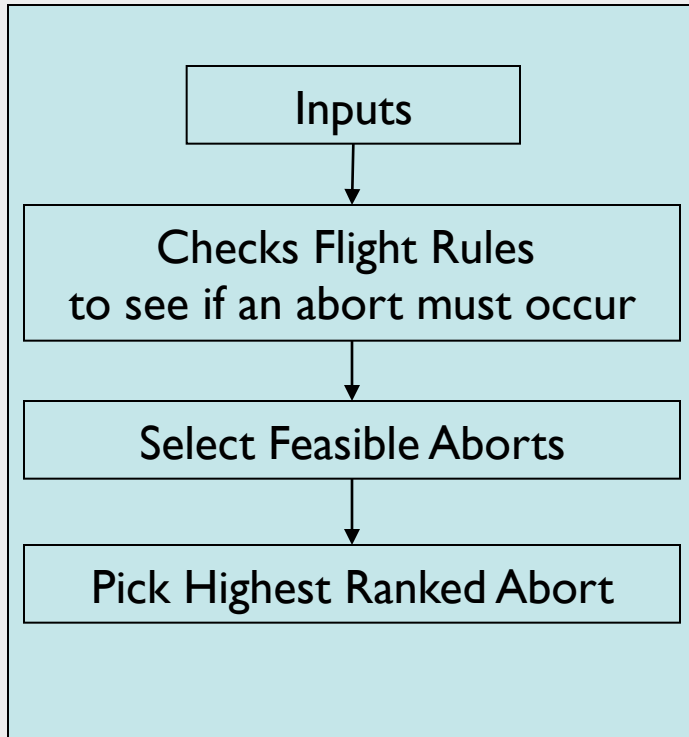 Inputs
Checks Flight Rules
to see if an abort must occur
Select Feasible Aborts
Pick Highest Ranked Abort